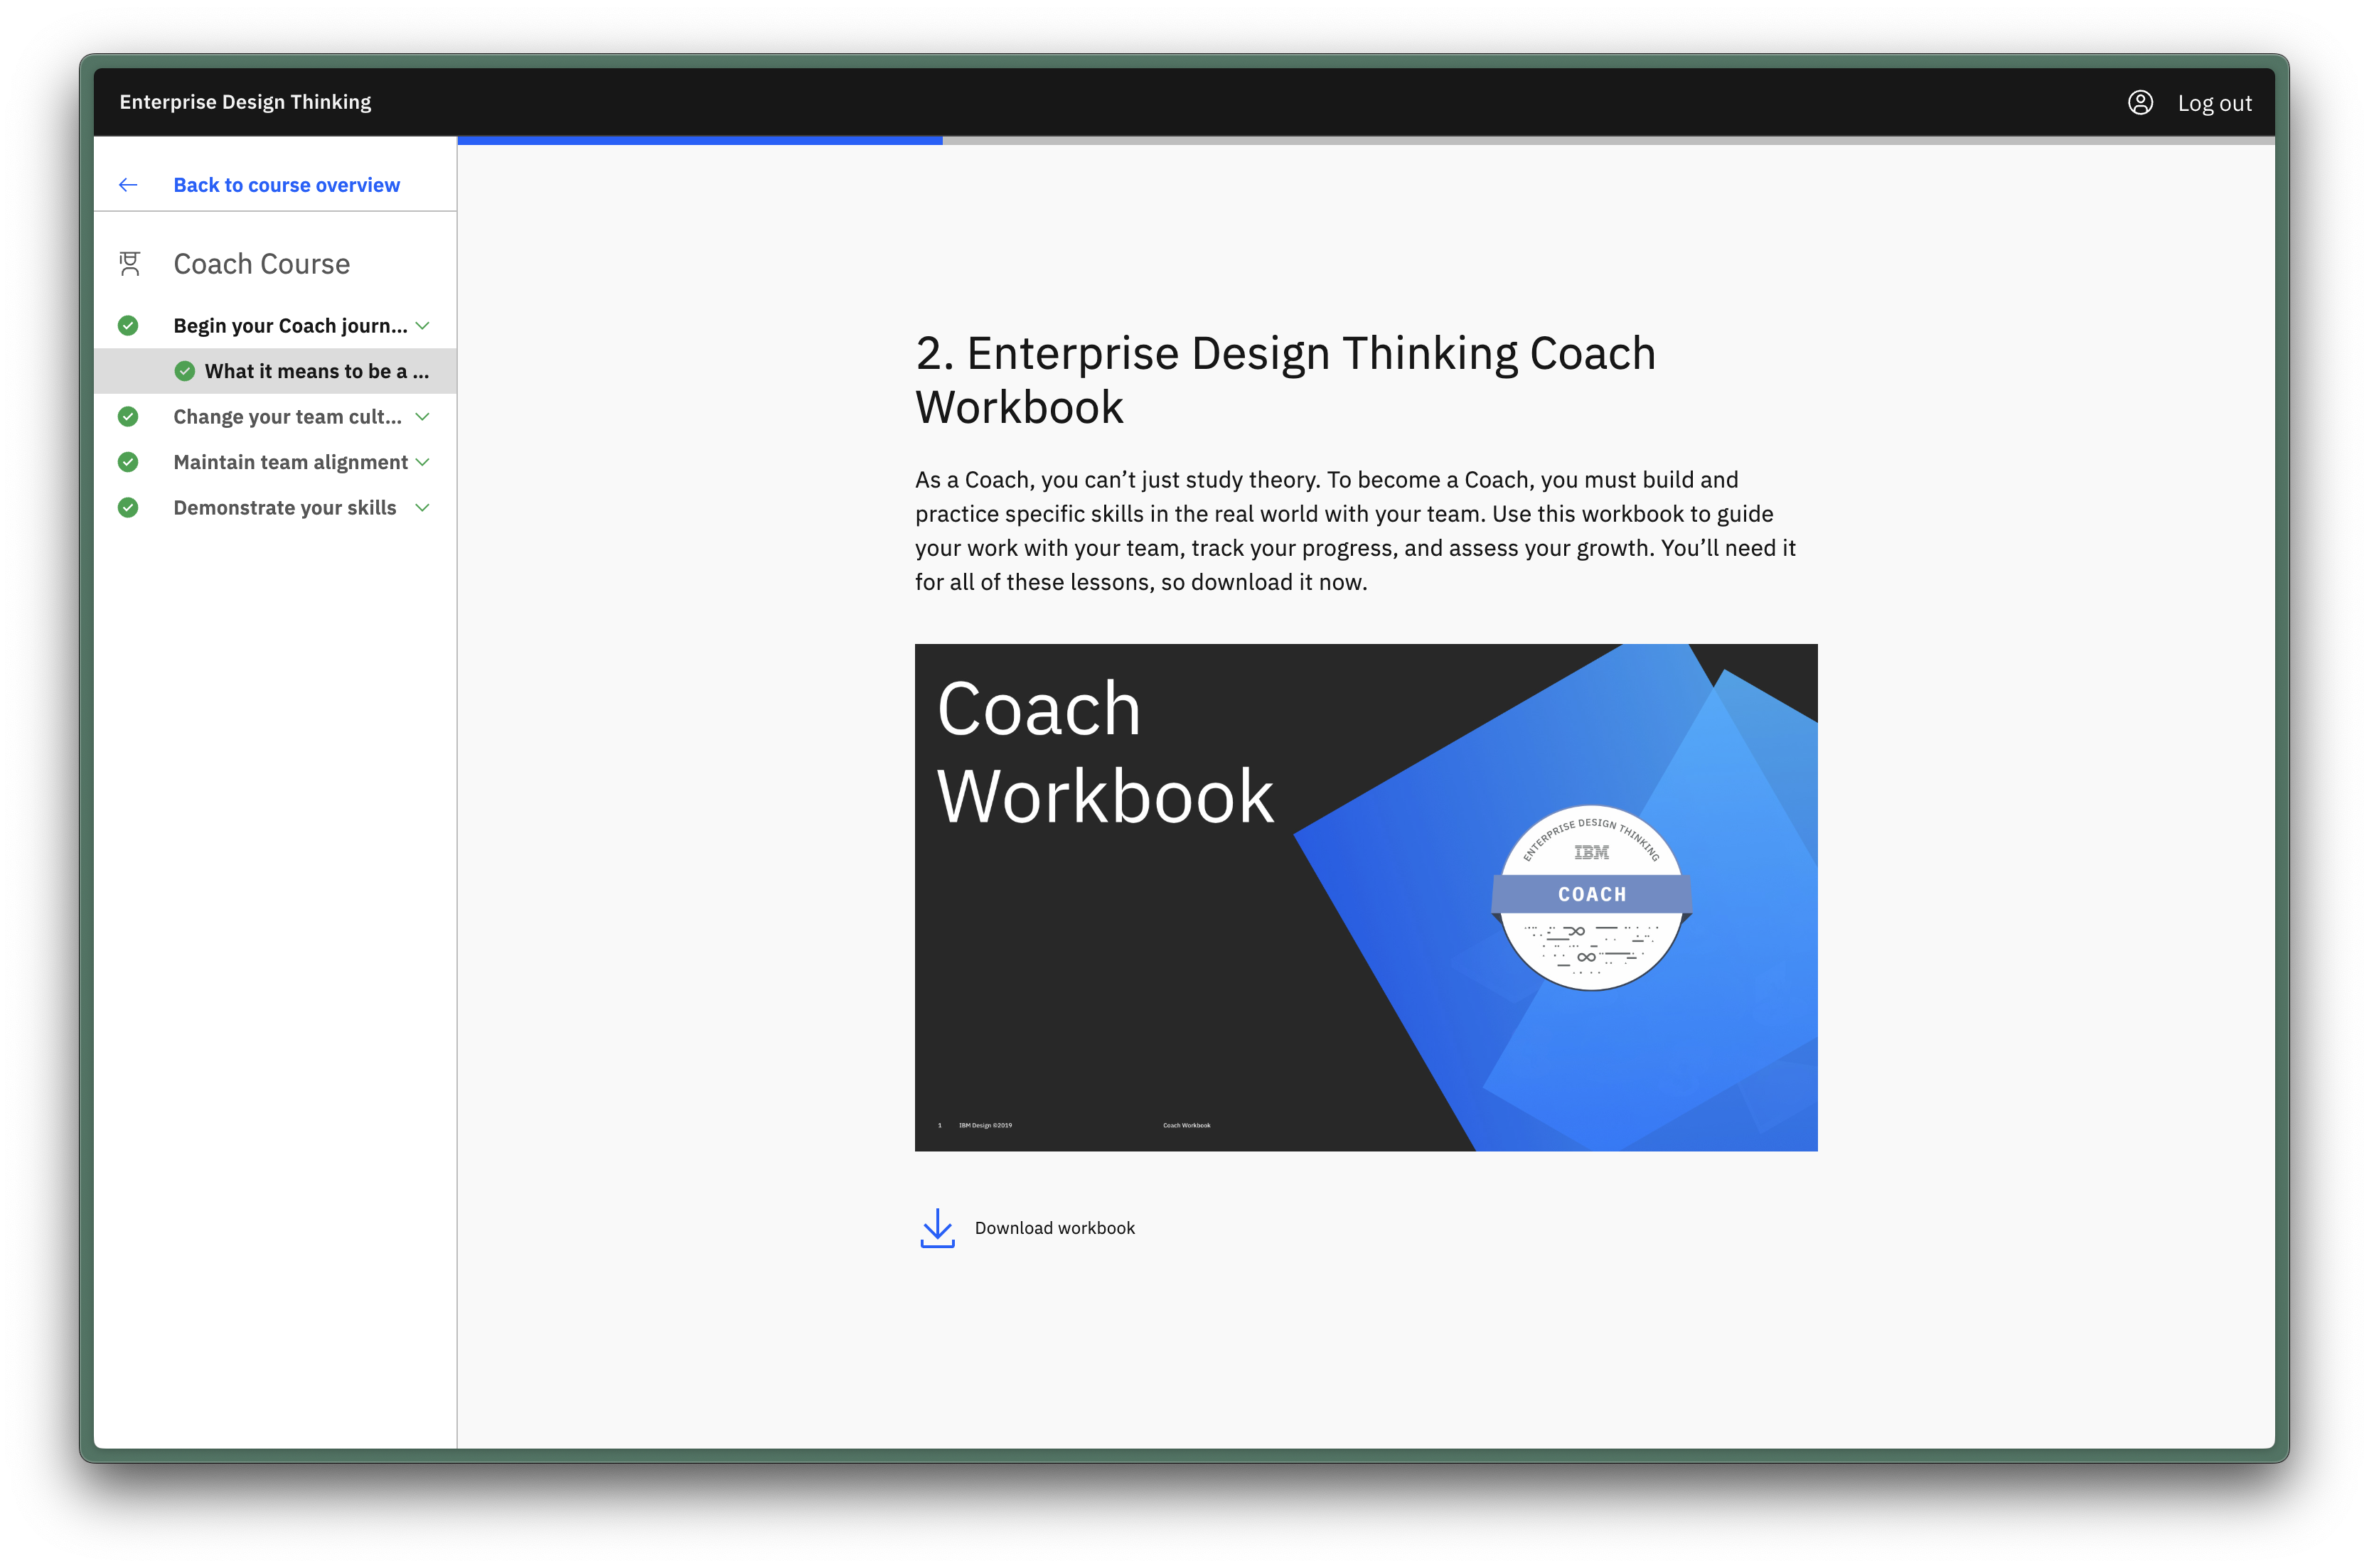 Enterprise Design Thinking
Log out
Back to course overview
Coach Course
Begin your Coach journ...
What it means to be a ...
Change your team cult...
Maintain team alignment
Demonstrate your skills
2. Enterprise Design Thinking Coach
Workbook
As a Coach, you can’t just study theory. To become a Coach, you must build and
practice specific skills in the real world with your team. Use this workbook to guide
your work with your team, track your progress, and assess your growth. You’ll need it
for all of these lessons, so download it now.
Coach
Workbook
ENTERPRISE DESIGN THINKING
IBM
COACH
1 IBM Design ©2019 Coach Workbook
Download workbook